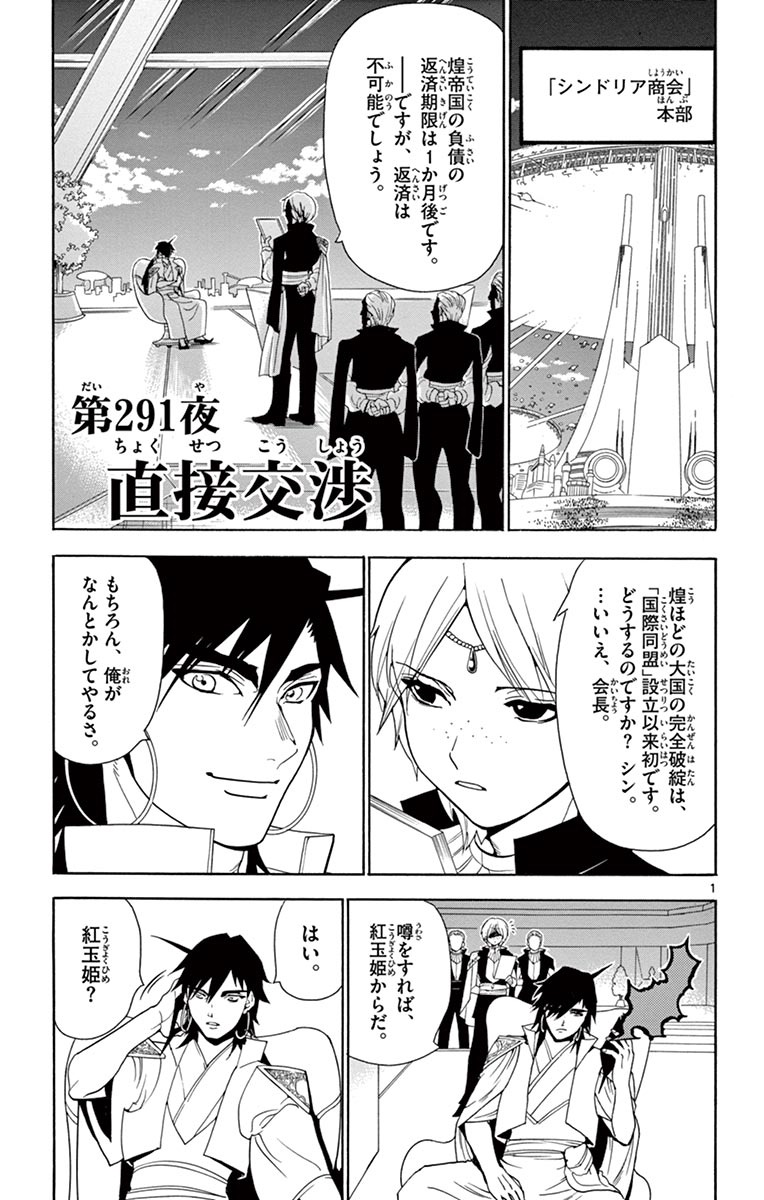 「シンドリア商会」
本部
煌帝国の負債の
返済期限は1か月後です。
――ですが、返済は
不可能でしょう。
第291夜
直接交渉
煌ほどの大国の完全破綻は、
「国際同盟」設立以来初です。
どうするのですか？シン。
…いいえ、会長。
もちろん、俺が
なんとかしてやるさ。
1
噂をすれば、
紅玉姫からだ。
はい。
紅玉姫？